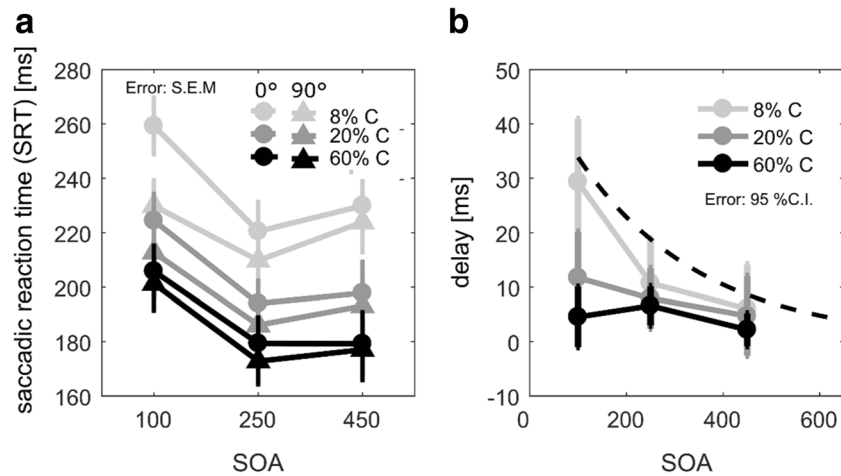 a
saccadic reaction time (SRT) [ms]
280
260
240
220
200
180
160
Error: S.E.M
0° 90°
8% C
20% C
60% C
100 250 450
SOA
b
delay [ms]
50
40
30
20
10
0
-10
8% C
20% C
60% C
Error: 95 %C.I.
0 200 400 600
SOA